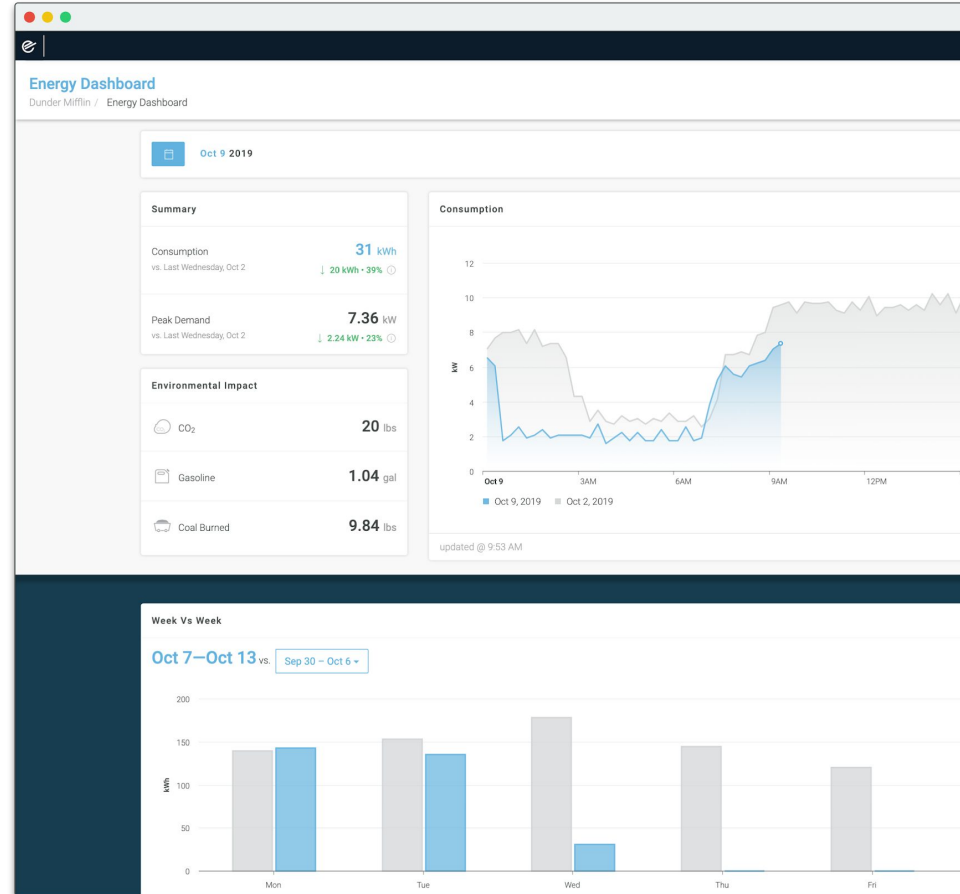 Energy Dashboard
Dunder Mifflin / Energy Dashboard
Oct 9 2019
Summary
Consumption 31 kWh
vs. Last Wednesday, Oct 2 ↓ 20 kWh • 39%
Peak Demand 7.36 kW
vs. Last Wednesday, Oct 2 ↓ 2.24 kW • 23%
Environmental Impact
CO₂ 20 lbs
Gasoline 1.04 gal
Coal Burned 9.84 lbs
Consumption
12
10
8
kW
6
4
2
0
Oct 9 3AM 6AM 9AM 12PM
Oct 9, 2019 Oct 2, 2019
updated @ 9:53 AM
Week Vs Week
Oct 7—Oct 13 vs. Sep 30 – Oct 6
200
150
kWh
100
50
0
Mon Tue Wed Thu Fri